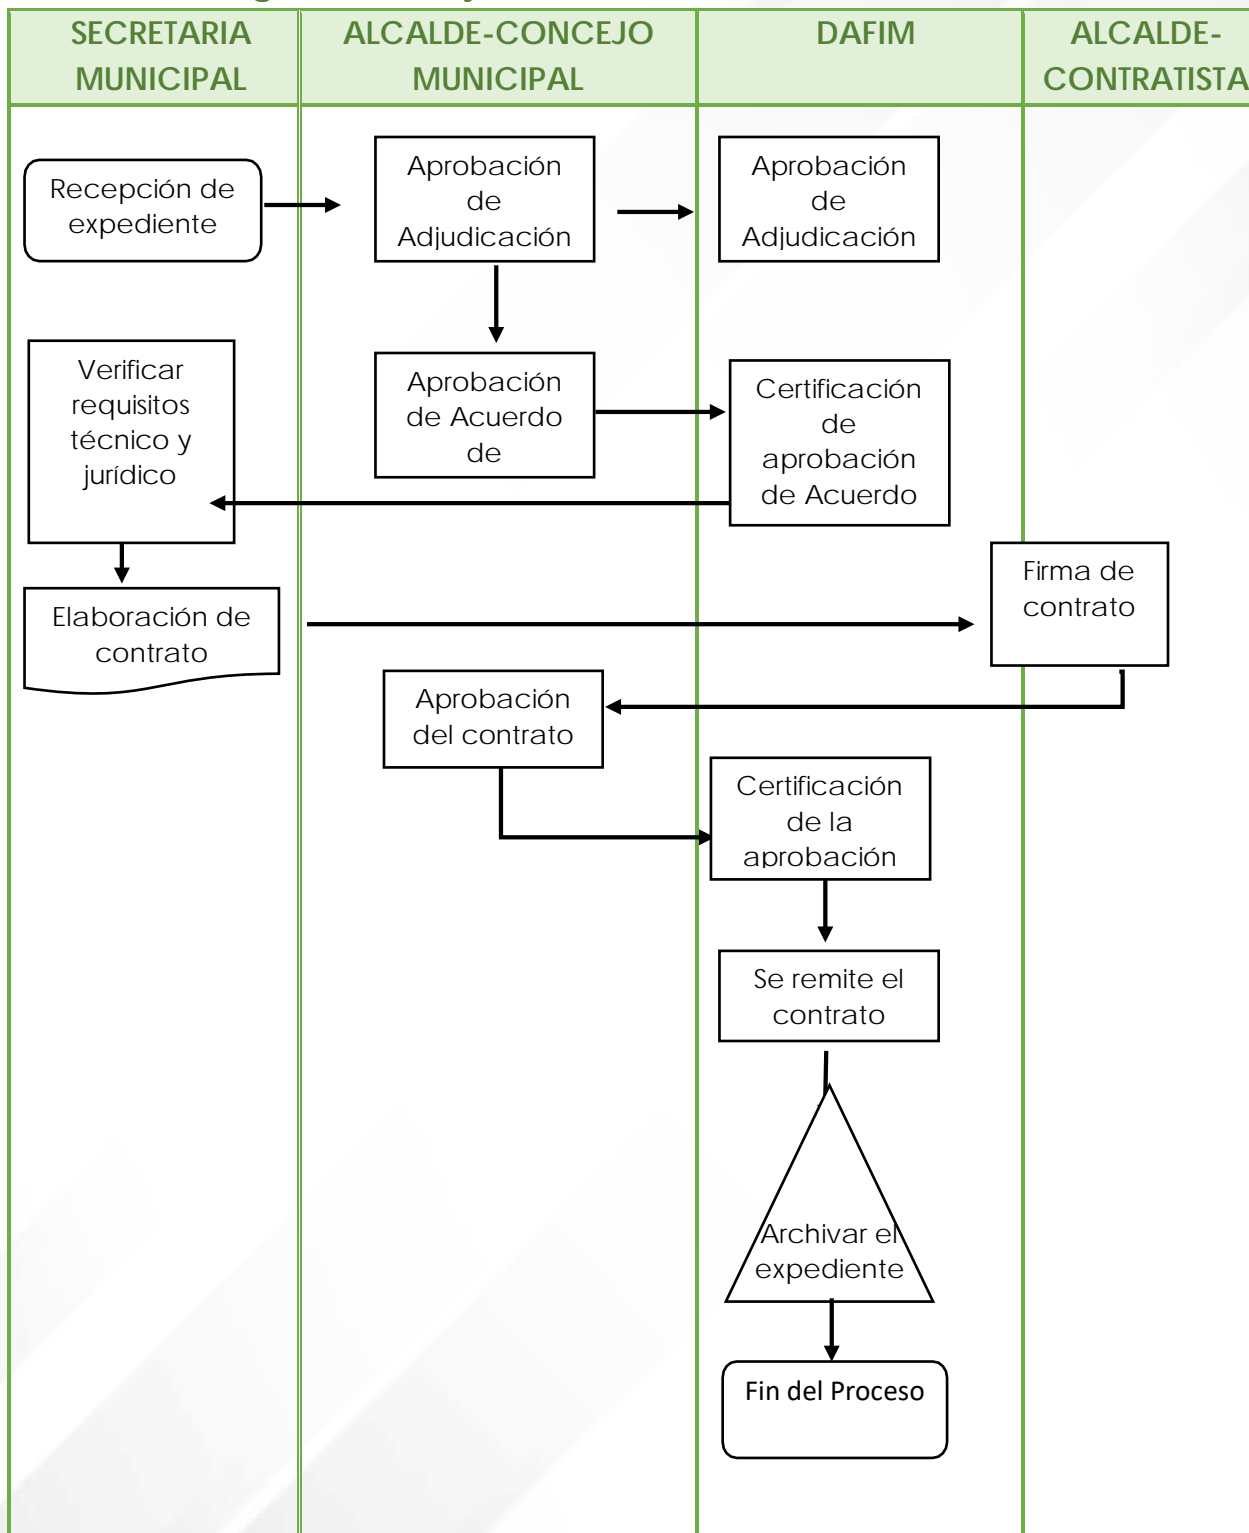 SECRETARIA
MUNICIPAL
ALCALDE-CONCEJO
MUNICIPAL
DAFIM
ALCALDE-
CONTRATISTA
Recepción de
expediente
Aprobación
de
Adjudicación
Aprobación
de
Adjudicación
Verificar
requisitos
técnico y
jurídico
Aprobación
de Acuerdo
de
Certificación
de
aprobación
de Acuerdo
Elaboración de
contrato
Firma de
contrato
Aprobación
del contrato
Certificación
de la
aprobación
Se remite el
contrato
Archivar el
expediente
Fin del Proceso